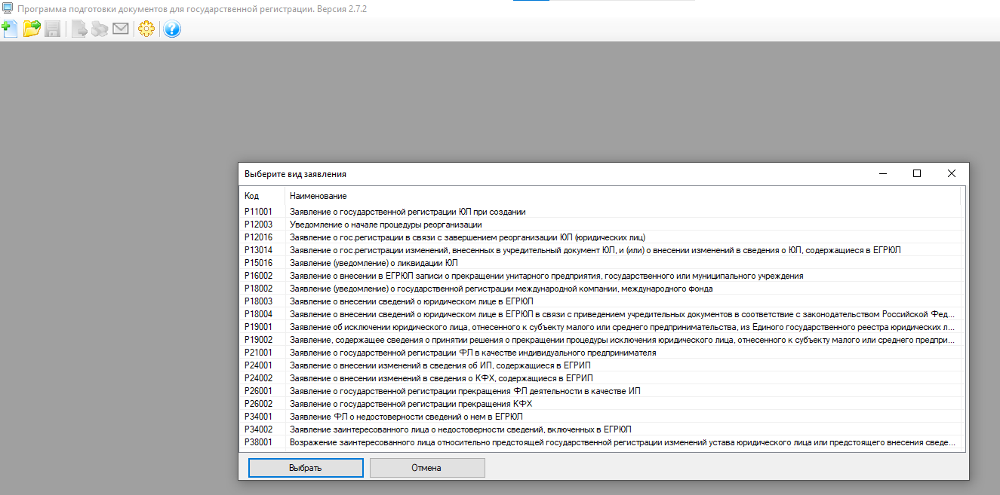 Программа подготовки документов для государственной регистрации. Версия 2.7.2
Выберите вид заявления
Код Наименование
Р11001 Заявление о государственной регистрации ЮЛ при создании
Р12003 Уведомление о начале процедуры реорганизации
Р12016 Заявление о гос.регистрации в связи с завершением реорганизации ЮЛ (юридических лиц)
Р13014 Заявление о гос.регистрации изменений, внесенных в учредительный документ ЮЛ, и (или) о внесении изменений в сведения о ЮЛ, содержащиеся в ЕГРЮЛ
Р15016 Заявление (уведомление) о ликвидации ЮЛ
Р16002 Заявление о внесении в ЕГРЮЛ записи о прекращении унитарного предприятия, государственного или муниципального учреждения
Р18002 Заявление (уведомление) о государственной регистрации международной компании, международного фонда
Р18003 Заявление о внесении сведений о юридическом лице в ЕГРЮЛ
Р18004 Заявление о внесении сведений о юридическом лице в ЕГРЮЛ в связи с приведением учредительных документов в соответствие с законодательством Российской Фед...
Р19001 Заявление об исключении юридического лица, отнесенного к субъекту малого или среднего предпринимательства, из Единого государственного реестра юридических л...
Р19002 Заявление, содержащее сведения о принятии решения о прекращении процедуры исключения юридического лица, отнесенного к субъекту малого или среднего предпри...
Р21001 Заявление о государственной регистрации ФЛ в качестве индивидуального предпринимателя
Р24001 Заявление о внесении изменений в сведения об ИП, содержащиеся в ЕГРИП
Р24002 Заявление о внесении изменений в сведения о КФХ, содержащиеся в ЕГРИП
Р26001 Заявление о государственной регистрации прекращения ФЛ деятельности в качестве ИП
Р26002 Заявление о государственной регистрации прекращения КФХ
Р34001 Заявление ФЛ о недостоверности сведений о нем в ЕГРЮЛ
Р34002 Заявление заинтересованного лица о недостоверности сведений, включенных в ЕГРЮЛ
Р38001 Возражение заинтересованного лица относительно предстоящей государственной регистрации изменений устава юридического лица или предстоящего внесения сведе...
Выбрать Отмена